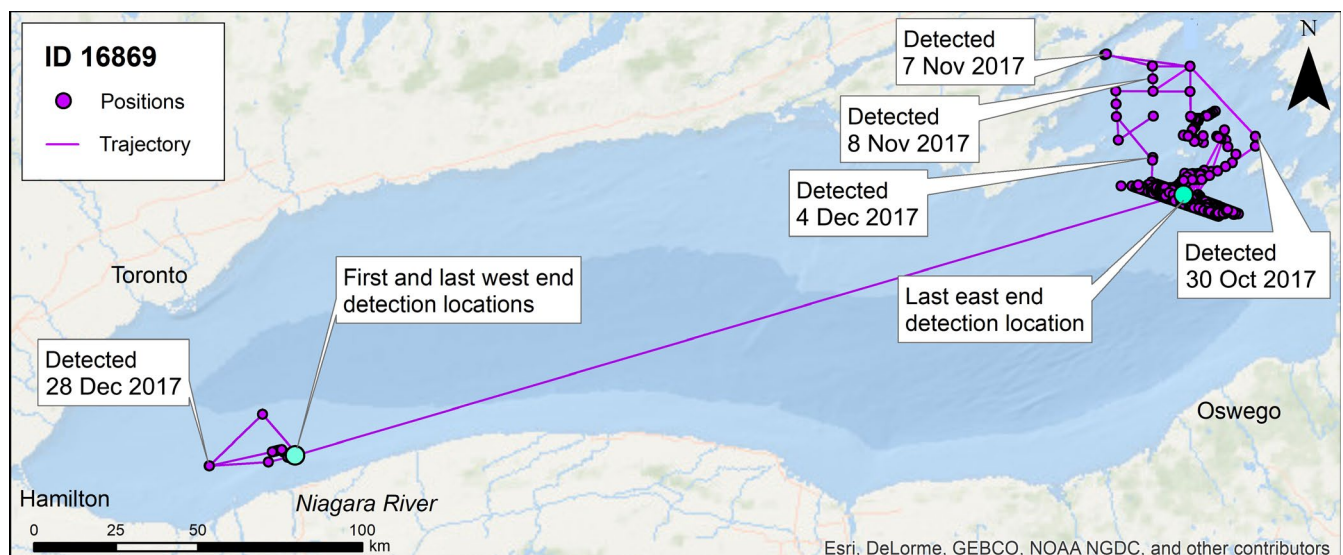 ID 16869
Positions
Trajectory
Detected
7 Nov 2017
N
Detected
8 Nov 2017
Detected
4 Dec 2017
Detected
30 Oct 2017
Toronto
First and last west end
detection locations
Last east end
detection location
Detected
28 Dec 2017
Oswego
Hamilton
Niagara River
0 25 50 100
km
Esri, DeLorme, GEBCO, NOAA NGDC, and other contributors